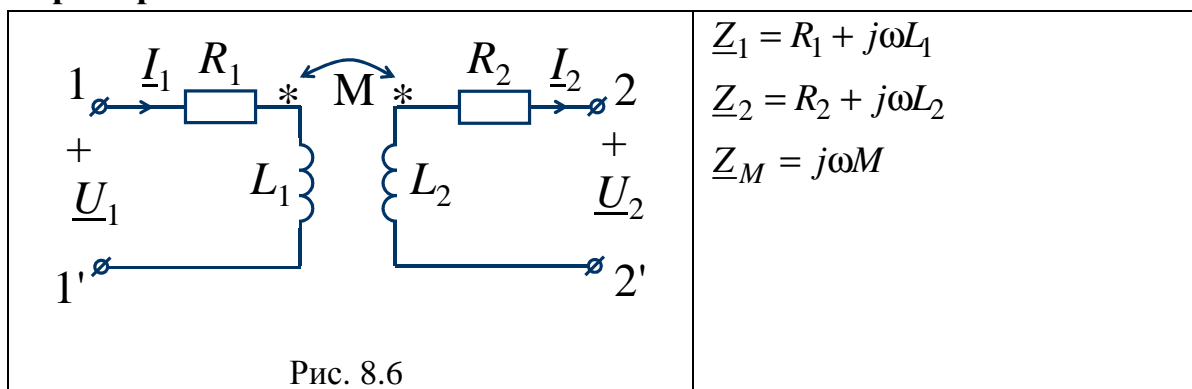 I₁ R₁ R₂ I₂
1 * M * 2
+ +
U₁ L₁ L₂ U₂
1' 2'
Рис. 8.6
Z₁ = R₁ + jωL₁
Z₂ = R₂ + jωL₂
Z_M = jωM